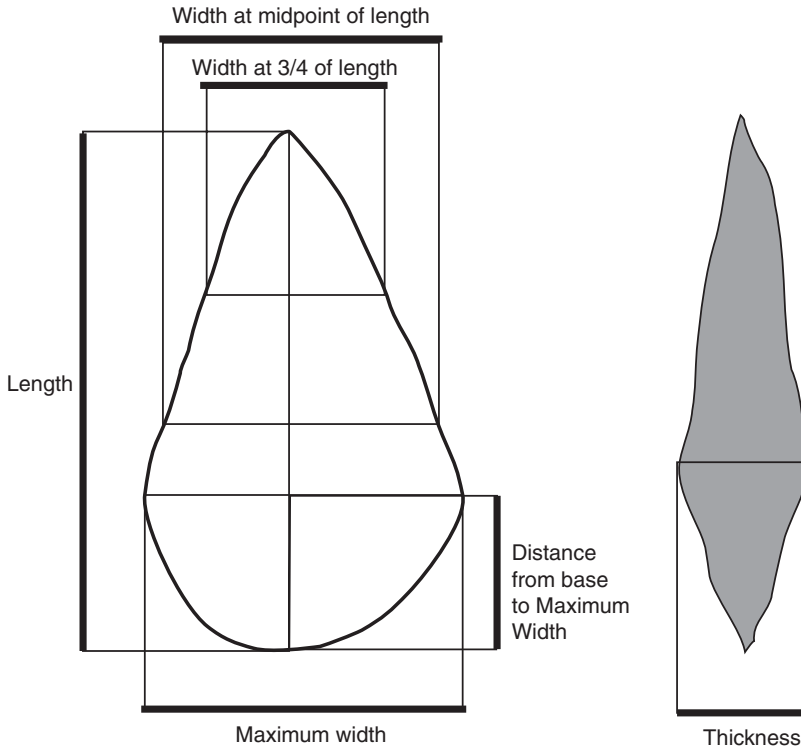 Width at midpoint of length
Width at 3/4 of length
Length
Distance
from base
to Maximum
Width
Maximum width
Thickness